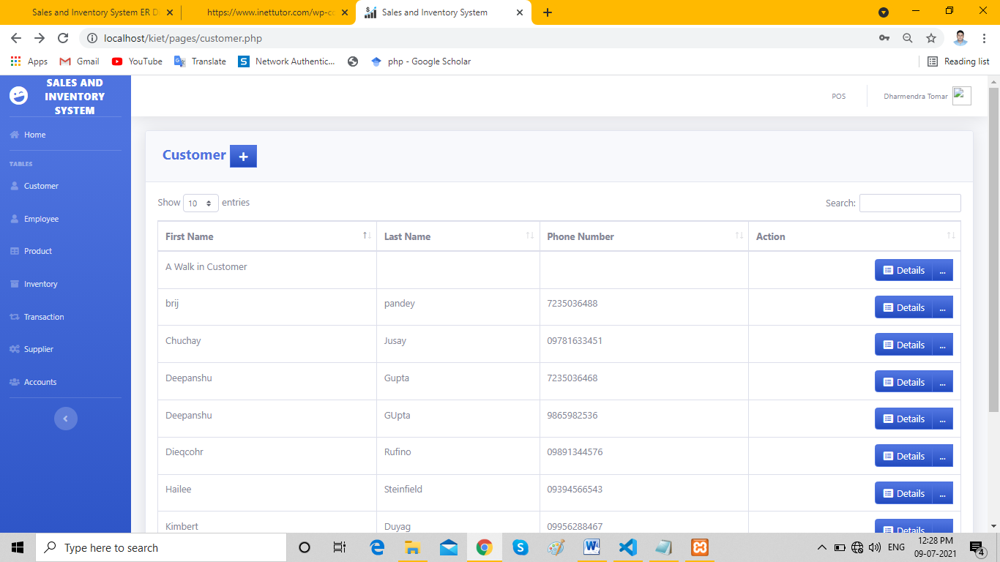 Sales and Inventory System ER D
https://www.inettutor.com/wp-co
Sales and Inventory System
localhost/kiet/pages/customer.php
Apps Gmail YouTube Translate Network Authentic... php - Google Scholar Reading list
SALES AND
INVENTORY
SYSTEM
POS Dharmendra Tomar
Home
TABLES
Customer
Employee
Product
Inventory
Transaction
Supplier
Accounts
Customer +
Show 10 entries Search:
First Name Last Name Phone Number Action
A Walk in Customer Details ...
brij pandey 7235036488 Details ...
Chuchay Jusay 09781633451 Details ...
Deepanshu Gupta 7235036468 Details ...
Deepanshu GUpta 9865982536 Details ...
Dieqcohr Rufino 09891344576 Details ...
Hailee Steinfield 09394566543 Details ...
Kimbert Duyag 09956288467 Details ...
Type here to search
ENG
12:28 PM
09-07-2021
4